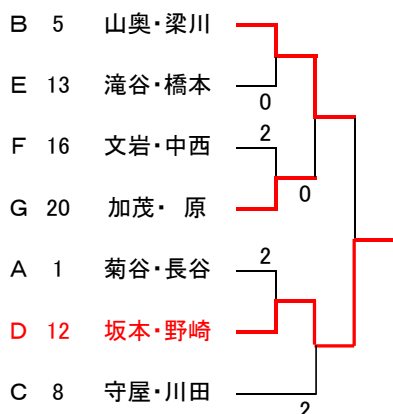 B 5 山奥・梁川
E 13 滝谷・橋本
0
2
F 16 文岩・中西
0
G 20 加茂・ 原
2
A 1 菊谷・長谷
D 12 坂本・野崎
C 8 守屋・川田
2